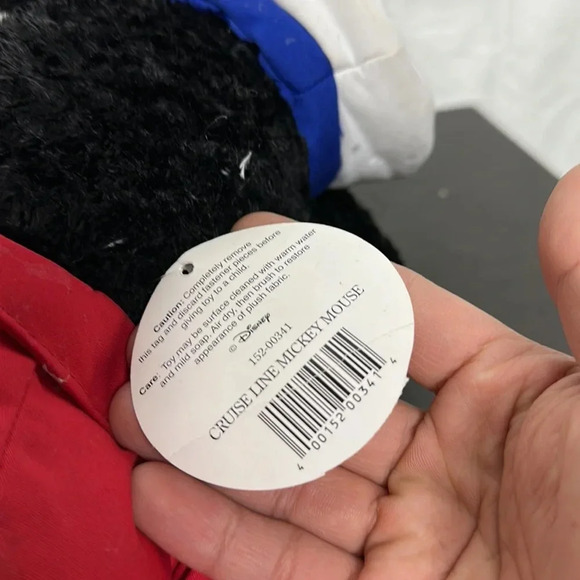 Caution: Completely remove
this tag and discard fastener pieces before
giving toy to a child.
Care: Toy may be surface cleaned with warm water
and mild soap. Air dry, then brush to restore
appearance of plush fabric.
© Disney
152-00341
CRUISE LINE MICKEY MOUSE
4 00152 00341 4